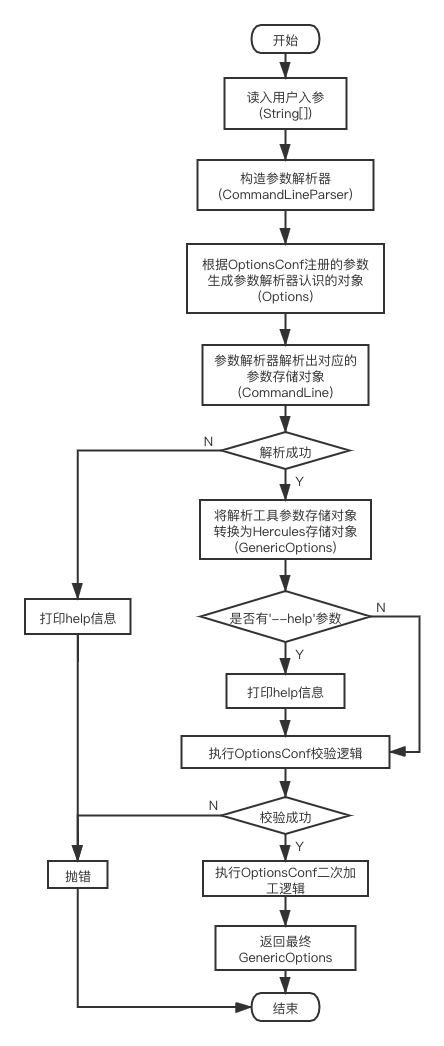 开始
读入用户入参
(String[])
构造参数解析器
(CommandLineParser)
根据OptionsConf注册的参数
生成参数解析器认识的对象
(Options)
参数解析器解析出对应的
参数存储对象
(CommandLine)
N
解析成功
Y
将解析工具参数存储对象
转换为Hercules存储对象
(GenericOptions)
打印help信息
是否有'--help'参数
N
Y
打印help信息
执行OptionsConf校验逻辑
N
校验成功
Y
抛错
执行OptionsConf二次加
工逻辑
返回最终
GenericOptions
结束